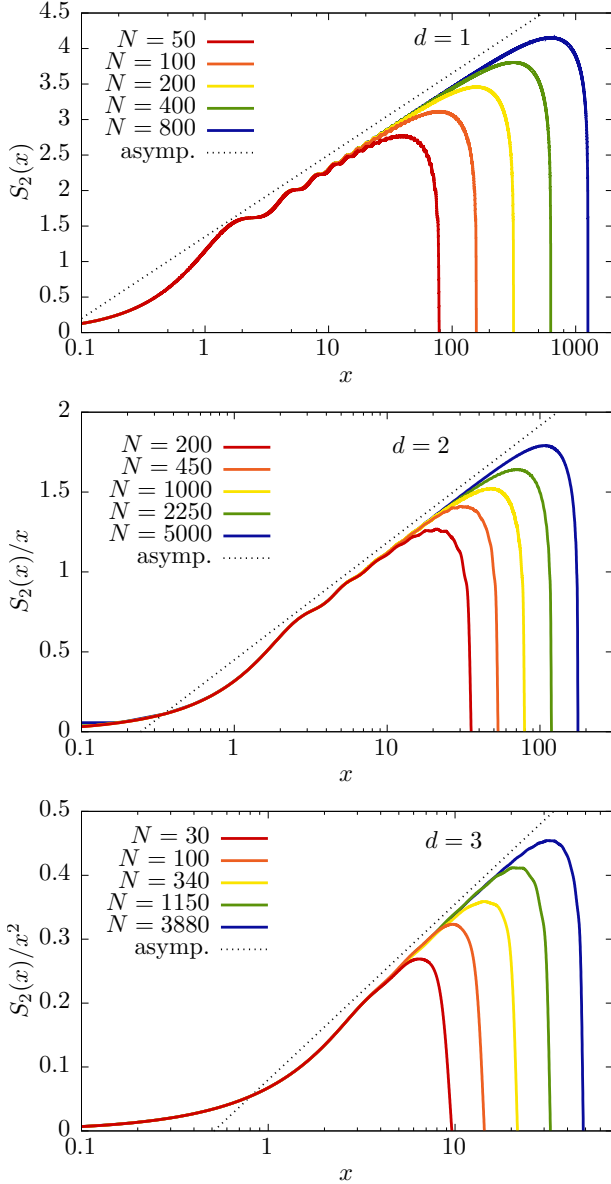 4.5
4
3.5
3
2.5
2
1.5
1
0.5
0
S₂(x)
N = 50
N = 100
N = 200
N = 400
N = 800
asymp.
d = 1
0.1 1 10 100 1000
x
2
1.5
1
0.5
0
S₂(x)/x
N = 200
N = 450
N = 1000
N = 2250
N = 5000
asymp.
d = 2
0.1 1 10 100
x
0.5
0.4
0.3
0.2
0.1
0
S₂(x)/x²
N = 30
N = 100
N = 340
N = 1150
N = 3880
asymp.
d = 3
0.1 1 10
x